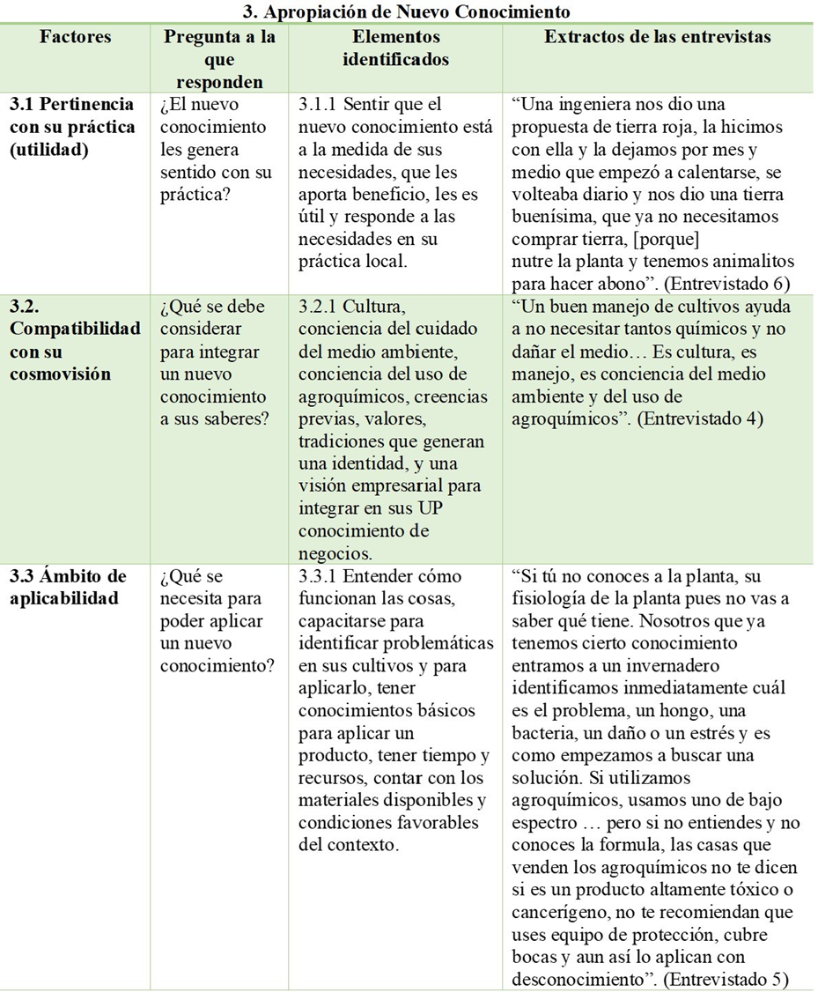 3. Apropiación de Nuevo Conocimiento
Factores
Pregunta a la
que
responden
Elementos
identificados
Extractos de las entrevistas
3.1 Pertinencia
con su práctica
(utilidad)
¿El nuevo
conocimiento
les genera
sentido con su
práctica?
3.1.1 Sentir que el
nuevo conocimiento está
a la medida de sus
necesidades, que les
aporta beneficio, les es
útil y responde a las
necesidades en su
práctica local.
“Una ingeniera nos dio una
propuesta de tierra roja, la hicimos
con ella y la dejamos por mes y
medio que empezó a calentarse, se
volteaba diario y nos dio una tierra
buenísima, que ya no necesitamos
comprar tierra, [porque]
nutre la planta y tenemos animalitos
para hacer abono”. (Entrevistado 6)
3.2.
Compatibilidad
con su
cosmovisión
¿Qué se debe
considerar
para integrar
un nuevo
conocimiento
a sus saberes?
3.2.1 Cultura,
conciencia del cuidado
del medio ambiente,
conciencia del uso de
agroquímicos, creencias
previas, valores,
tradiciones que generan
una identidad, y una
visión empresarial para
integrar en sus UP
conocimiento de
negocios.
“Un buen manejo de cultivos ayuda
a no necesitar tantos químicos y no
dañar el medio… Es cultura, es
manejo, es conciencia del medio
ambiente y del uso de
agroquímicos”. (Entrevistado 4)
3.3 Ámbito de
aplicabilidad
¿Qué se
necesita para
poder aplicar
un nuevo
conocimiento?
3.3.1 Entender cómo
funcionan las cosas,
capacitarse para
identificar problemáticas
en sus cultivos y para
aplicarlo, tener
conocimientos básicos
para aplicar un
producto, tener tiempo y
recursos, contar con los
materiales disponibles y
condiciones favorables
del contexto.
“Si tú no conoces a la planta, su
fisiología de la planta pues no vas a
saber qué tiene. Nosotros que ya
tenemos cierto conocimiento
entramos a un invernadero
identificamos inmediatamente cuál
es el problema, un hongo, una
bacteria, un daño o un estrés y es
como empezamos a buscar una
solución. Si utilizamos
agroquímicos, usamos uno de bajo
espectro … pero si no entiendes y no
conoces la formula, las casas que
venden los agroquímicos no te dicen
si es un producto altamente tóxico o
cancerígeno, no te recomiendan que
uses equipo de protección, cubre
bocas y aun así lo aplican con
desconocimiento”. (Entrevistado 5)